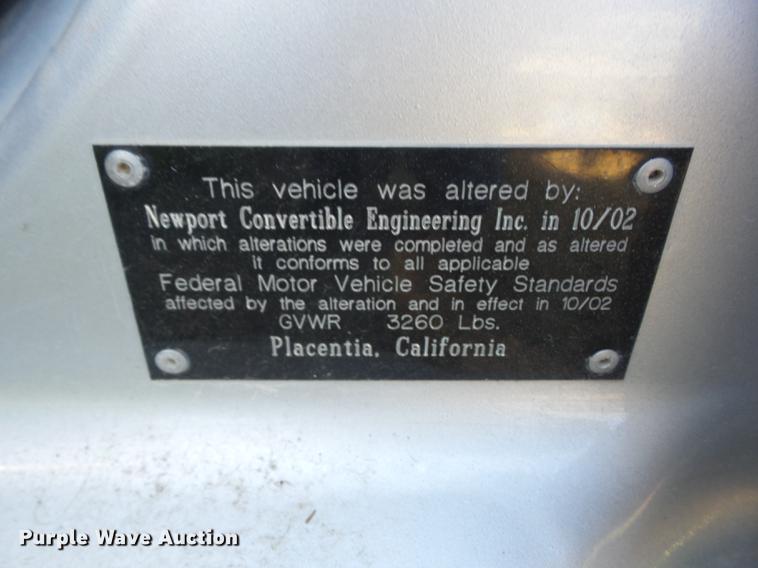 This vehicle was altered by:
Newport Convertible Engineering Inc. in 10/02
in which alterations were completed and as altered
it conforms to all applicable
Federal Motor Vehicle Safety Standards
affected by the alteration and in effect in 10/02
GVWR 3260 Lbs.
Placentia, California
Purple Wave Auction